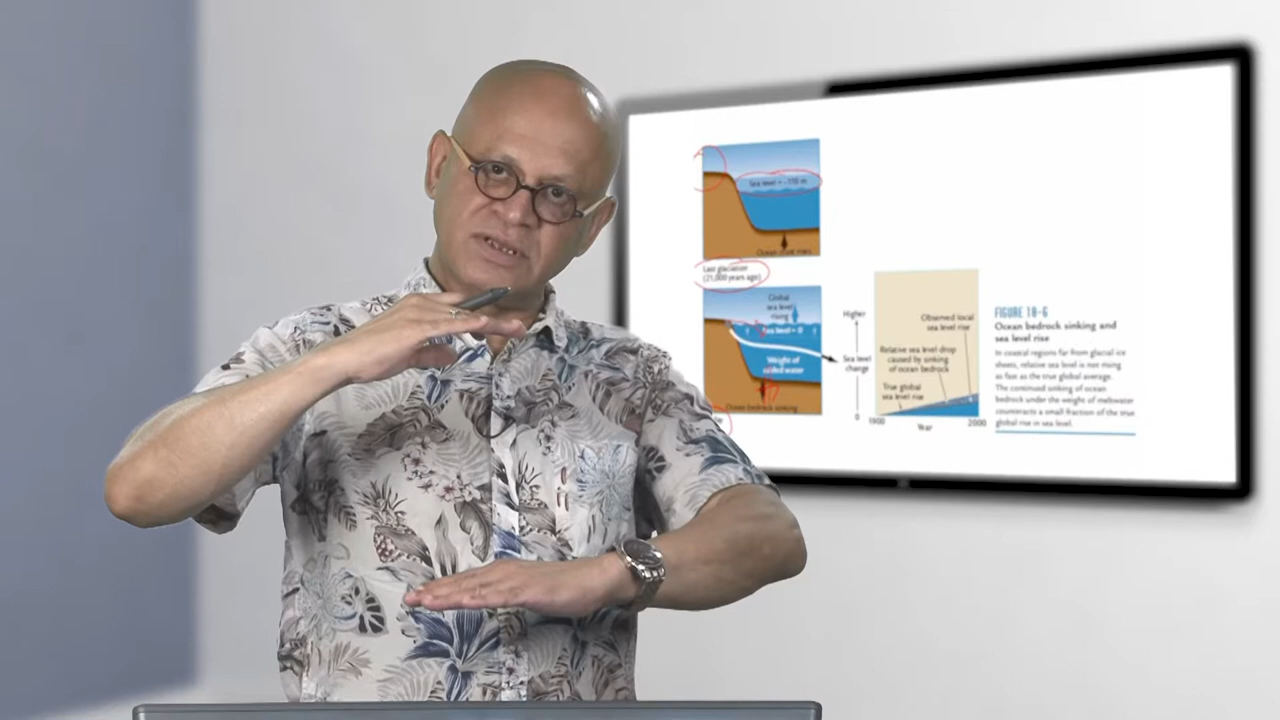 Sea level = -110 m
Ocean floor rises
Last glaciation
(21,000 years ago)
Global
sea level
rising
Sea level = 0
Weight of
added water
Ocean bedrock sinking
Higher
Sea level
change
0
Observed local
sea level rise
Relative sea level drop
caused by sinking
of ocean bedrock
True global
sea level rise
1900
2000
Year
FIGURE 18-6
Ocean bedrock sinking and
sea level rise
In coastal regions far from glacial ice
sheets, relative sea level is not rising
as fast as the true global average.
The continued sinking of ocean
bedrock under the weight of meltwater
counteracts a small fraction of the true
global rise in sea level.